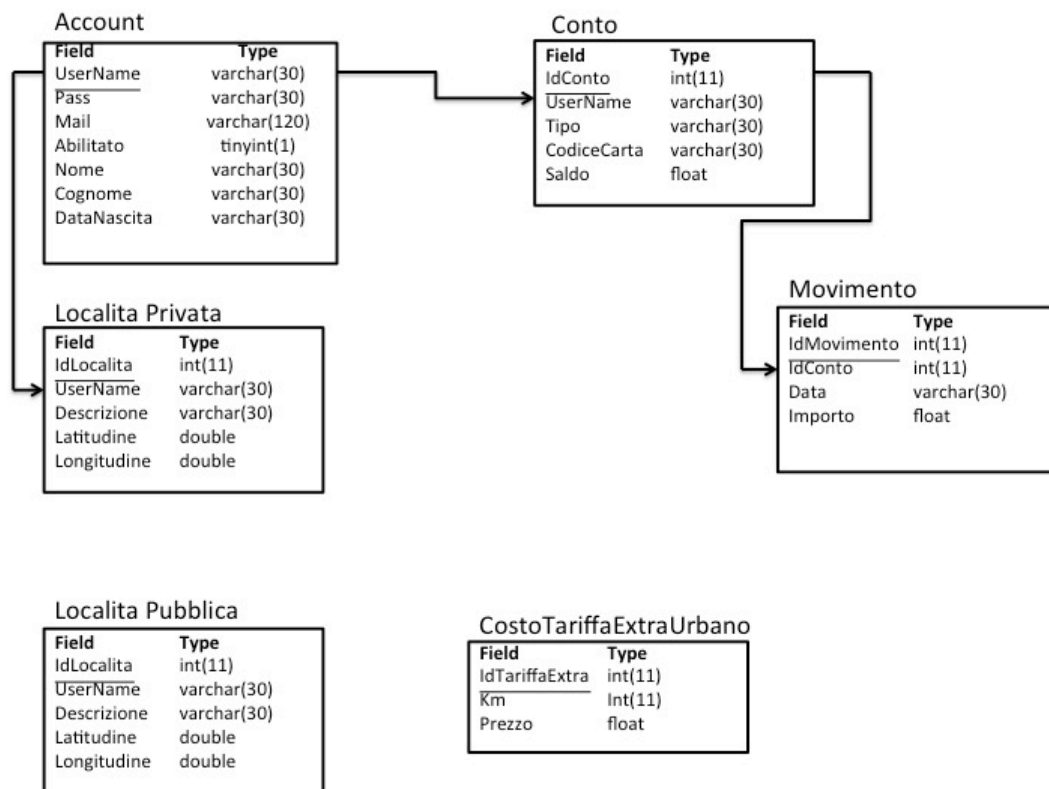 Account
Field Type
UserName varchar(30)
Pass varchar(30)
Mail varchar(120)
Abilitato tinyint(1)
Nome varchar(30)
Cognome varchar(30)
DataNascita varchar(30)
Conto
Field Type
IdConto int(11)
UserName varchar(30)
Tipo varchar(30)
CodiceCarta varchar(30)
Saldo float
Localita Privata
Field Type
IdLocalita int(11)
UserName varchar(30)
Descrizione varchar(30)
Latitudine double
Longitudine double
Movimento
Field Type
IdMovimento int(11)
IdConto int(11)
Data varchar(30)
Importo float
Localita Pubblica
Field Type
IdLocalita int(11)
UserName varchar(30)
Descrizione varchar(30)
Latitudine double
Longitudine double
CostoTariffaExtraUrbano
Field Type
IdTariffaExtra int(11)
Km Int(11)
Prezzo float